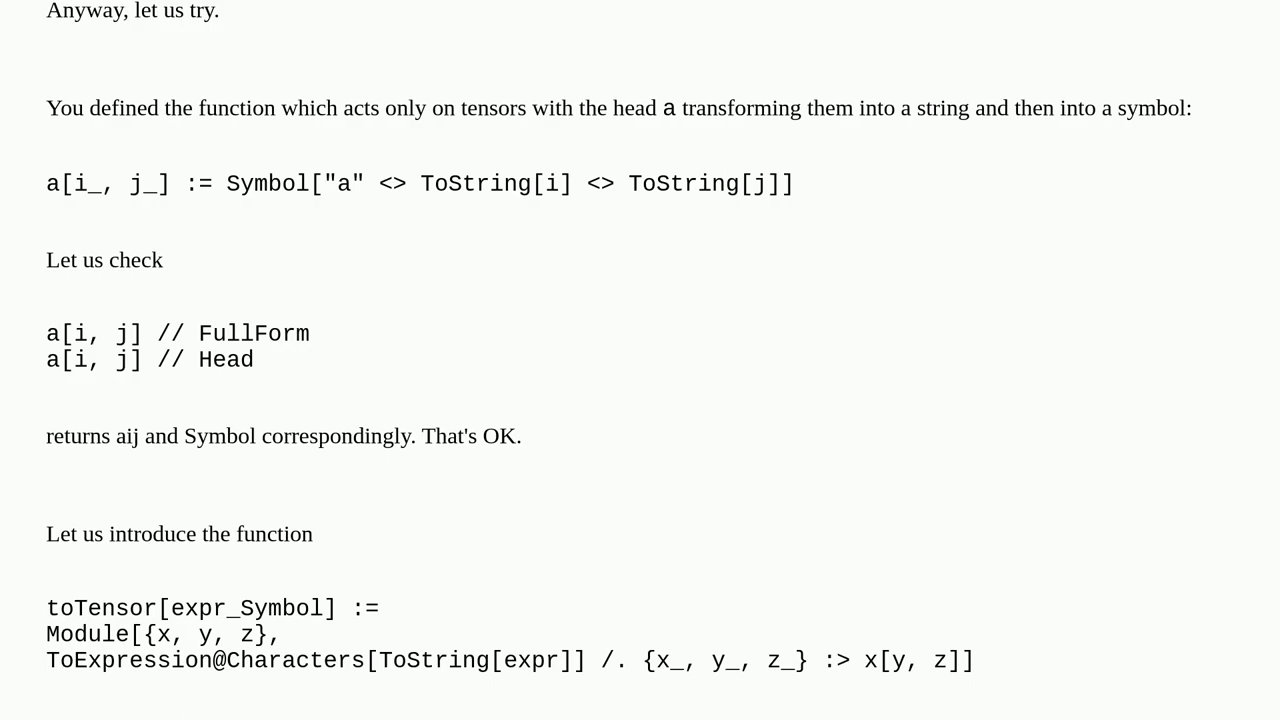 Anyway, let us try.
You defined the function which acts only on tensors with the head a transforming them into a string and then into a symbol:
a[i_, j_] := Symbol["a" <> ToString[i] <> ToString[j]]
Let us check
a[i, j] // FullForm
a[i, j] // Head
returns aij and Symbol correspondingly. That's OK.
Let us introduce the function
toTensor[expr_Symbol] :=
Module[{x, y, z},
ToExpression@Characters[ToString[expr]] /. {x_, y_, z_} :> x[y, z]]